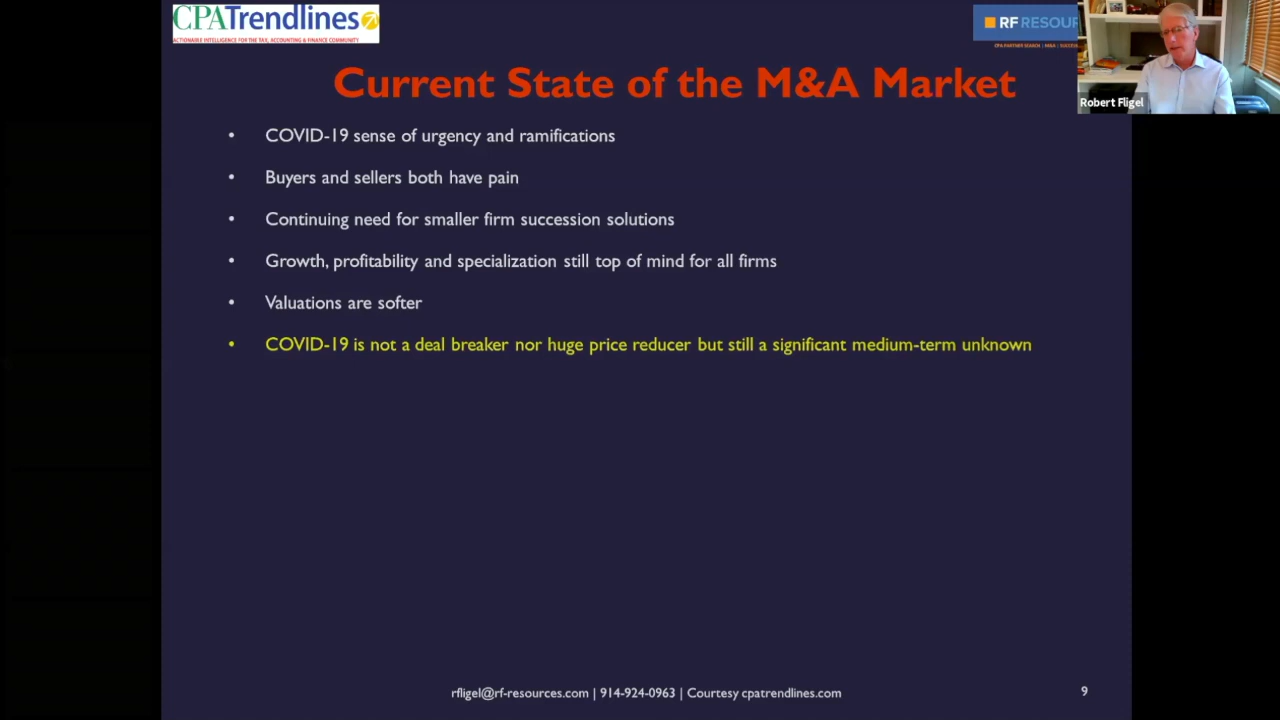 CPATrendlines
ACTIONABLE INTELLIGENCE FOR THE TAX, ACCOUNTING & FINANCE COMMUNITY
RF RESOUR
CPA PARTNER SEARCH | M&A | SUCCE
Robert Fligel
Current State of the M&A Market
• COVID-19 sense of urgency and ramifications
• Buyers and sellers both have pain
• Continuing need for smaller firm succession solutions
• Growth, profitability and specialization still top of mind for all firms
• Valuations are softer
• COVID-19 is not a deal breaker nor huge price reducer but still a significant medium-term unknown
rfligel@rf-resources.com | 914-924-0963 | Courtesy cpatrendlines.com
9